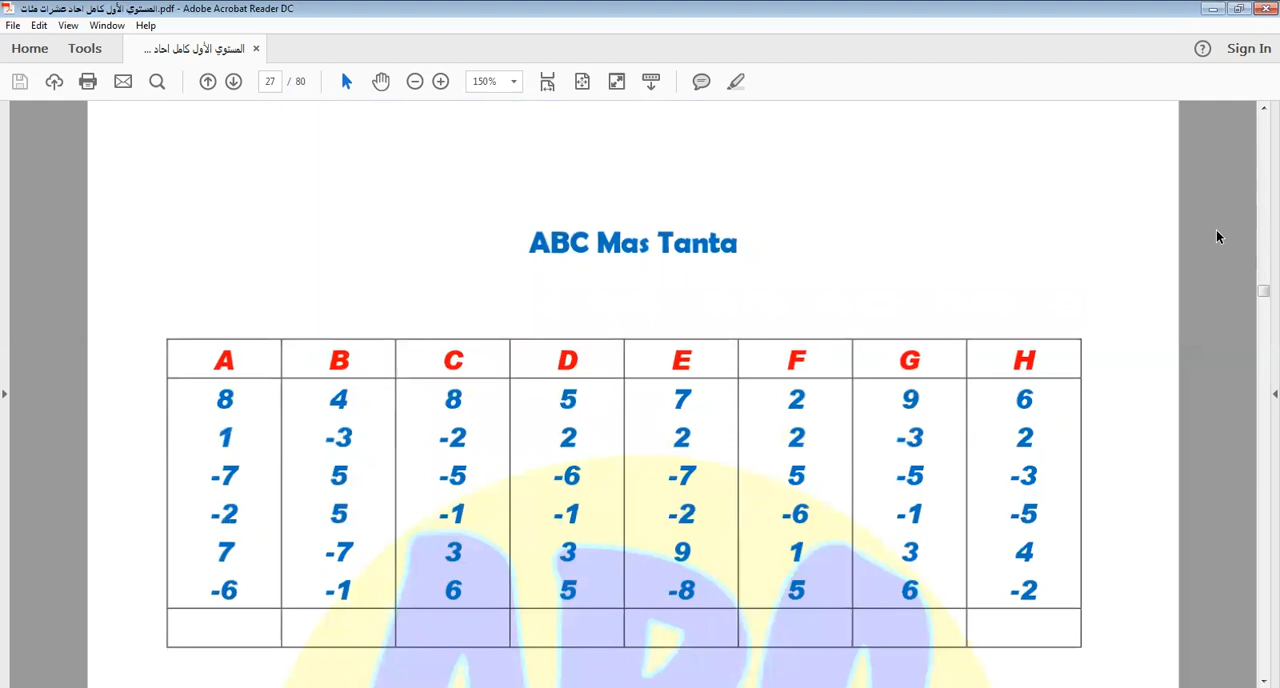 المستوي الأول كامل احاد عشرات مئات.pdf - Adobe Acrobat Reader DC
File Edit View Window Help
Home Tools المستوي الأول كامل احاد ... × ? Sign In
27 / 80 150%
ABC Mas Tanta
A B C D E F G H
8 4 8 5 7 2 9 6
1 -3 -2 2 2 2 -3 2
-7 5 -5 -6 -7 5 -5 -3
-2 5 -1 -1 -2 -6 -1 -5
7 -7 3 3 9 1 3 4
-6 -1 6 5 -8 5 6 -2